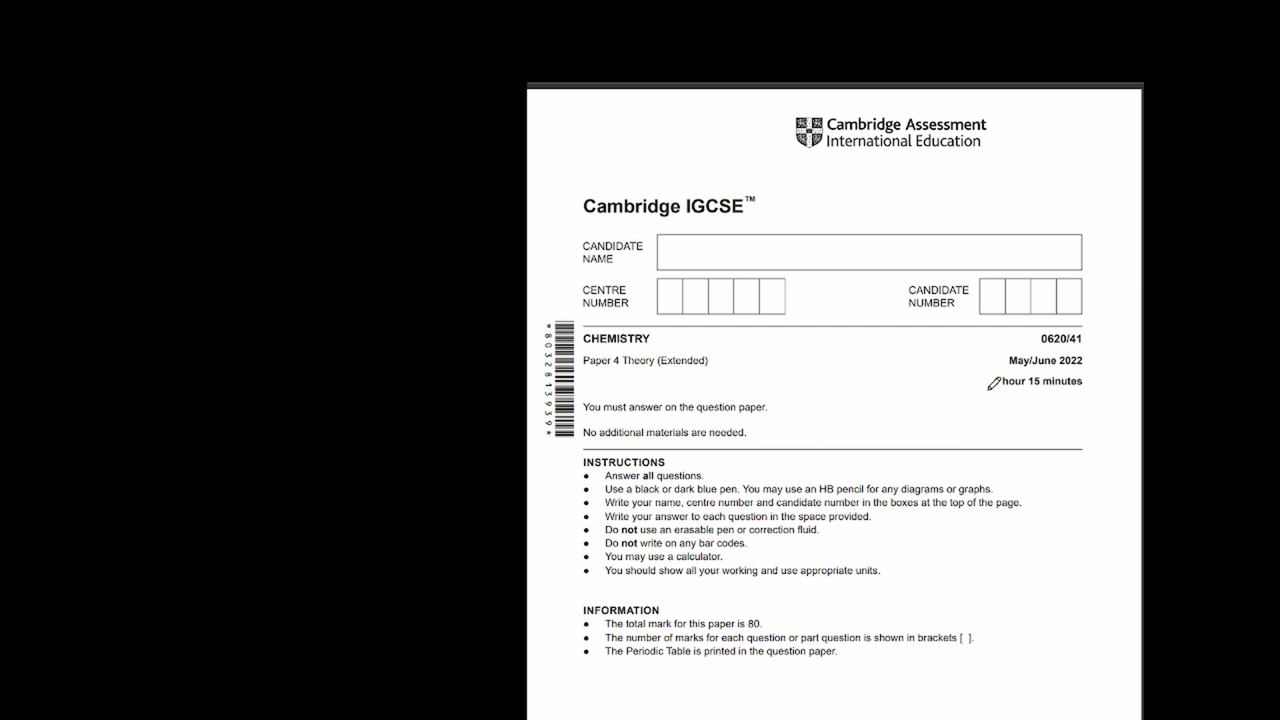 Cambridge Assessment
International Education
Cambridge IGCSE™
CANDIDATE
NAME
CENTRE
NUMBER
CANDIDATE
NUMBER
*8032813939*
CHEMISTRY 0620/41
Paper 4 Theory (Extended) May/June 2022
hour 15 minutes
You must answer on the question paper.
No additional materials are needed.
INSTRUCTIONS
● Answer all questions.
● Use a black or dark blue pen. You may use an HB pencil for any diagrams or graphs.
● Write your name, centre number and candidate number in the boxes at the top of the page.
● Write your answer to each question in the space provided.
● Do not use an erasable pen or correction fluid.
● Do not write on any bar codes.
● You may use a calculator.
● You should show all your working and use appropriate units.
INFORMATION
● The total mark for this paper is 80.
● The number of marks for each question or part question is shown in brackets [ ].
● The Periodic Table is printed in the question paper.